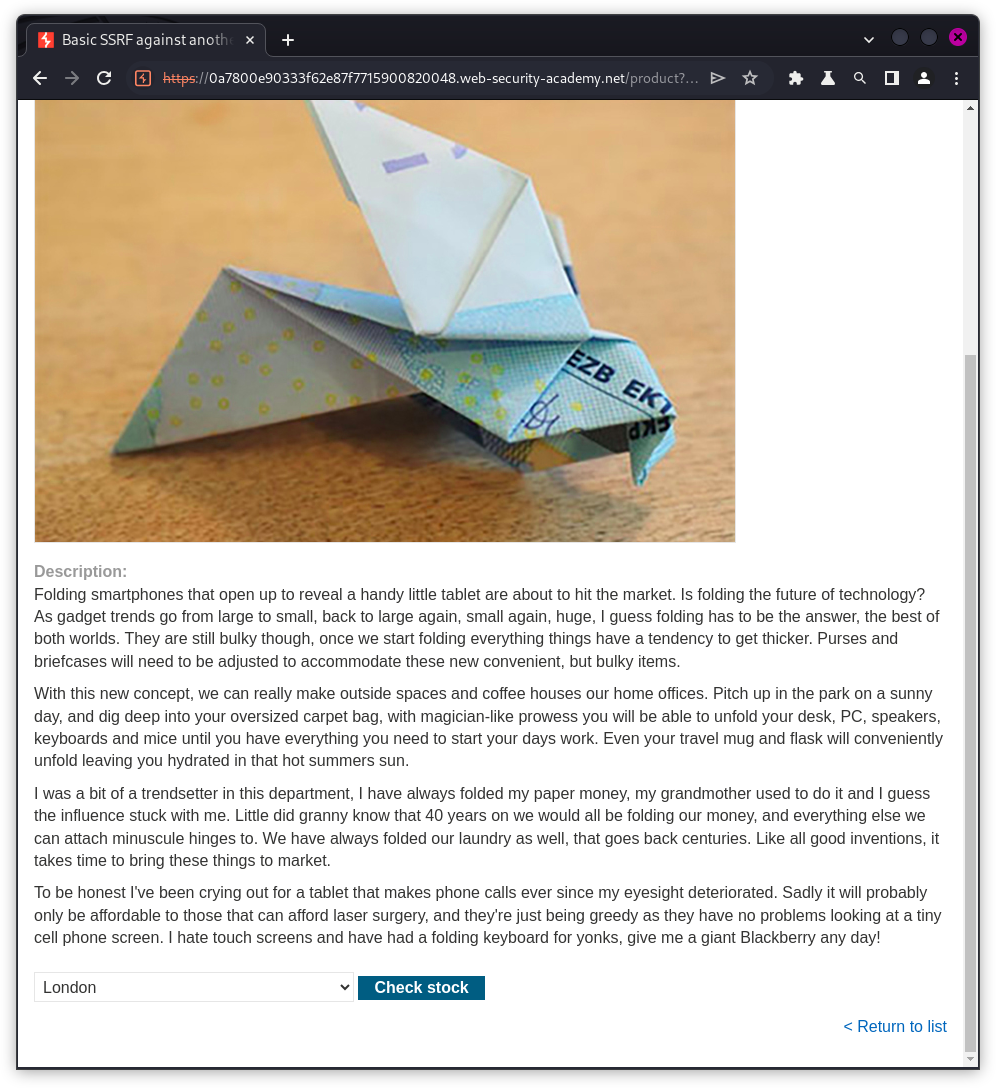 Basic SSRF against anothe
https://0a7800e90333f62e87f7715900820048.web-security-academy.net/product?...
EZB EKT
EKP
Description:
Folding smartphones that open up to reveal a handy little tablet are about to hit the market. Is folding the future of technology?
As gadget trends go from large to small, back to large again, small again, huge, I guess folding has to be the answer, the best of
both worlds. They are still bulky though, once we start folding everything things have a tendency to get thicker. Purses and
briefcases will need to be adjusted to accommodate these new convenient, but bulky items.
With this new concept, we can really make outside spaces and coffee houses our home offices. Pitch up in the park on a sunny
day, and dig deep into your oversized carpet bag, with magician-like prowess you will be able to unfold your desk, PC, speakers,
keyboards and mice until you have everything you need to start your days work. Even your travel mug and flask will conveniently
unfold leaving you hydrated in that hot summers sun.
I was a bit of a trendsetter in this department, I have always folded my paper money, my grandmother used to do it and I guess
the influence stuck with me. Little did granny know that 40 years on we would all be folding our money, and everything else we
can attach minuscule hinges to. We have always folded our laundry as well, that goes back centuries. Like all good inventions, it
takes time to bring these things to market.
To be honest I've been crying out for a tablet that makes phone calls ever since my eyesight deteriorated. Sadly it will probably
only be affordable to those that can afford laser surgery, and they're just being greedy as they have no problems looking at a tiny
cell phone screen. I hate touch screens and have had a folding keyboard for yonks, give me a giant Blackberry any day!
London
Check stock
< Return to list